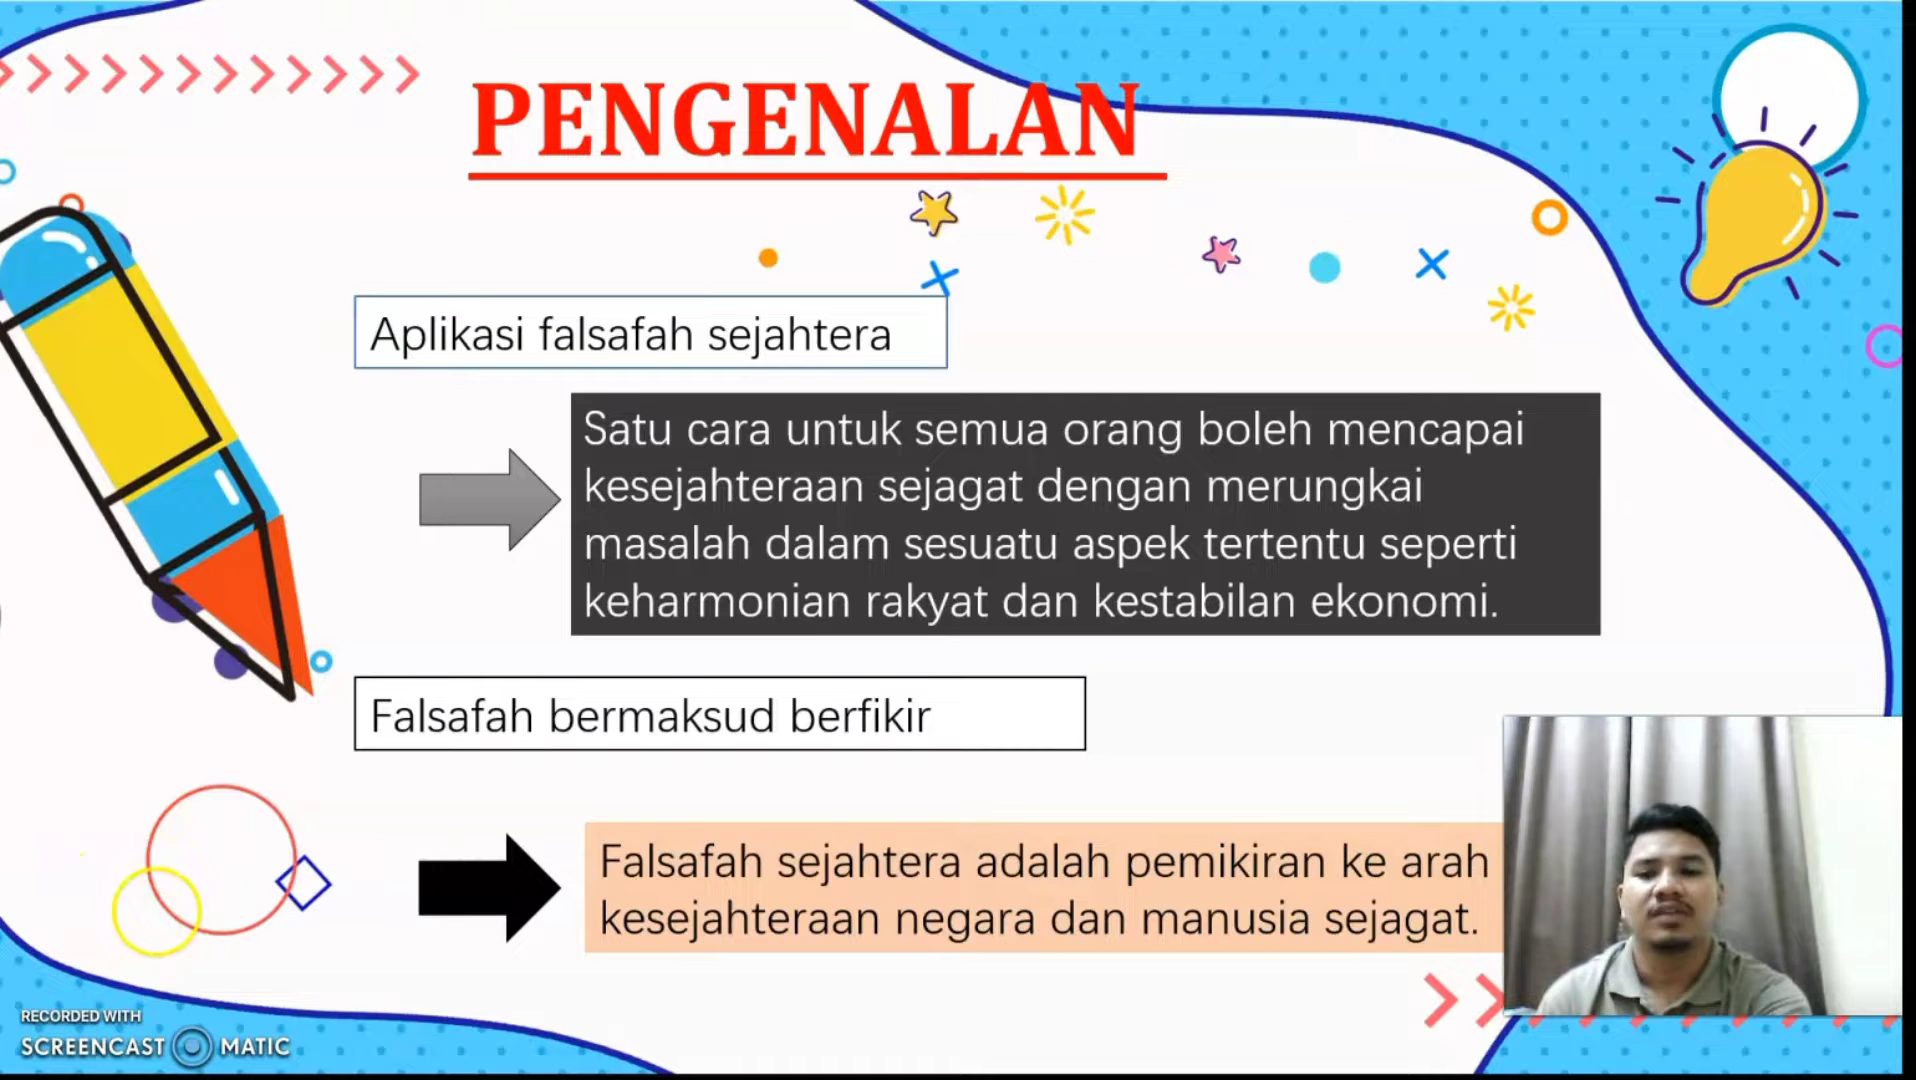 PENGENALAN
Aplikasi falsafah sejahtera
Satu cara untuk semua orang boleh mencapai
kesejahteraan sejagat dengan merungkai
masalah dalam sesuatu aspek tertentu seperti
keharmonian rakyat dan kestabilan ekonomi.
Falsafah bermaksud berfikir
Falsafah sejahtera adalah pemikiran ke arah
kesejahteraan negara dan manusia sejagat.
RECORDED WITH
SCREENCAST MATIC